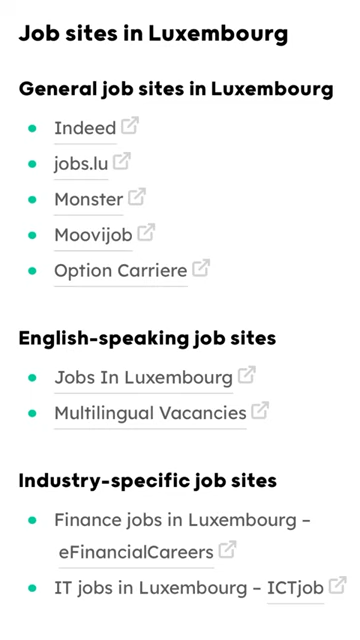 Job sites in Luxembourg
General job sites in Luxembourg
Indeed
jobs.lu
Monster
Moovijob
Option Carriere
English-speaking job sites
Jobs In Luxembourg
Multilingual Vacancies
Industry-specific job sites
Finance jobs in Luxembourg –
eFinancialCareers
IT jobs in Luxembourg – ICTjob